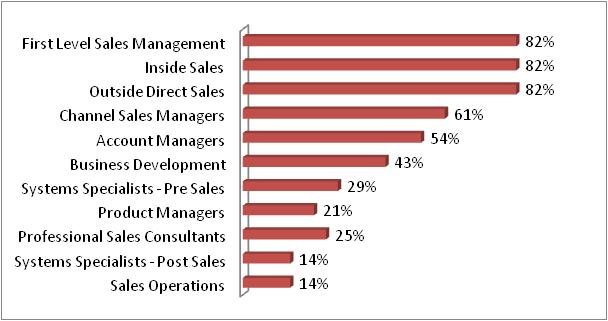 First Level Sales Management 82%
Inside Sales 82%
Outside Direct Sales 82%
Channel Sales Managers 61%
Account Managers 54%
Business Development 43%
Systems Specialists - Pre Sales 29%
Product Managers 21%
Professional Sales Consultants 25%
Systems Specialists - Post Sales 14%
Sales Operations 14%